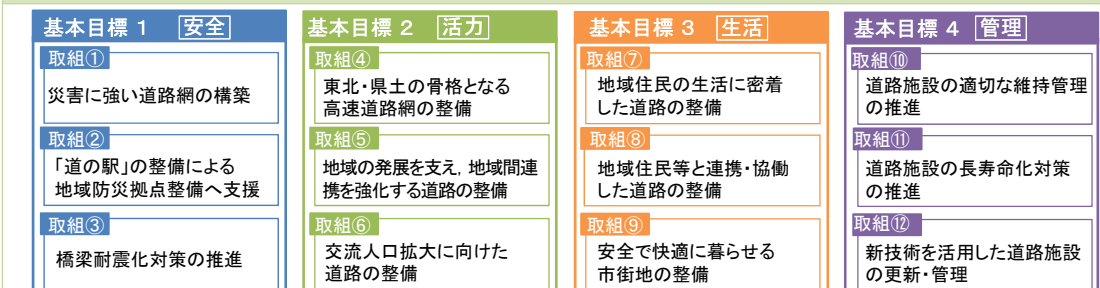 基本目標 1 安全
取組①
災害に強い道路網の構築
取組②
「道の駅」の整備による
地域防災拠点整備へ支援
取組③
橋梁耐震化対策の推進
基本目標 2 活力
取組④
東北・県土の骨格となる
高速道路網の整備
取組⑤
地域の発展を支え，地域間連
携を強化する道路の整備
取組⑥
交流人口拡大に向けた
道路の整備
基本目標 3 生活
取組⑦
地域住民の生活に密着
した道路の整備
取組⑧
地域住民等と連携・協働
した道路の整備
取組⑨
安全で快適に暮らせる
市街地の整備
基本目標 4 管理
取組⑩
道路施設の適切な維持管理
の推進
取組⑪
道路施設の長寿命化対策
の推進
取組⑫
新技術を活用した道路施設
の更新・管理